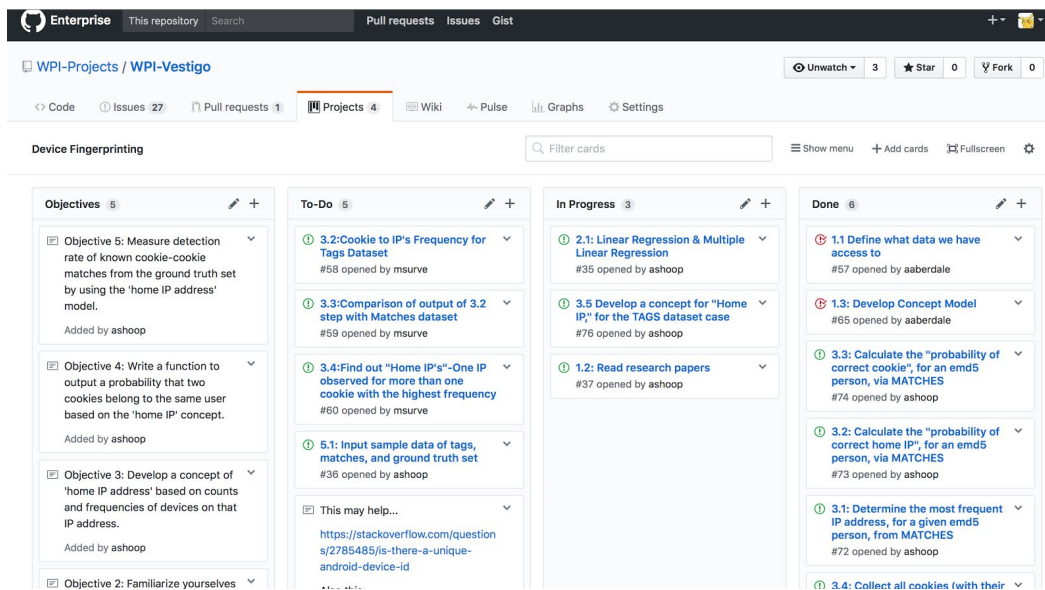 Enterprise This repository Search Pull requests Issues Gist
WPI-Projects / WPI-Vestigo
Unwatch 3 Star 0 Fork 0
Code Issues 27 Pull requests 1 Projects 4 Wiki Pulse Graphs Settings
Device Fingerprinting
Filter cards
Show menu Add cards Fullscreen
Objectives 5
Objective 5: Measure detection
rate of known cookie-cookie
matches from the ground truth set
by using the 'home IP address'
model.
Added by ashoop
Objective 4: Write a function to
output a probability that two
cookies belong to the same user
based on the 'home IP' concept.
Added by ashoop
Objective 3: Develop a concept of
'home IP address' based on counts
and frequencies of devices on that
IP address.
Added by ashoop
Objective 2: Familiarize yourselves
To-Do 5
3.2:Cookie to IP's Frequency for
Tags Dataset
#58 opened by msurve
3.3:Comparison of output of 3.2
step with Matches dataset
#59 opened by msurve
3.4:Find out "Home IP's"-One IP
observed for more than one
cookie with the highest frequency
#60 opened by msurve
5.1: Input sample data of tags,
matches, and ground truth set
#36 opened by ashoop
This may help...
https://stackoverflow.com/question
s/2785485/is-there-a-unique-
android-device-id
Also this
In Progress 3
2.1: Linear Regression & Multiple
Linear Regression
#35 opened by ashoop
3.5 Develop a concept for "Home
IP," for the TAGS dataset case
#76 opened by ashoop
1.2: Read research papers
#37 opened by ashoop
Done 6
1.1 Define what data we have
access to
#57 opened by aaberdale
1.3: Develop Concept Model
#65 opened by aaberdale
3.3: Calculate the "probability of
correct cookie", for an emd5
person, via MATCHES
#74 opened by ashoop
3.2: Calculate the "probability of
correct home IP", for an emd5
person, via MATCHES
#73 opened by ashoop
3.1: Determine the most frequent
IP address, for a given emd5
person, from MATCHES
#72 opened by ashoop
3.4: Collect all cookies (with their